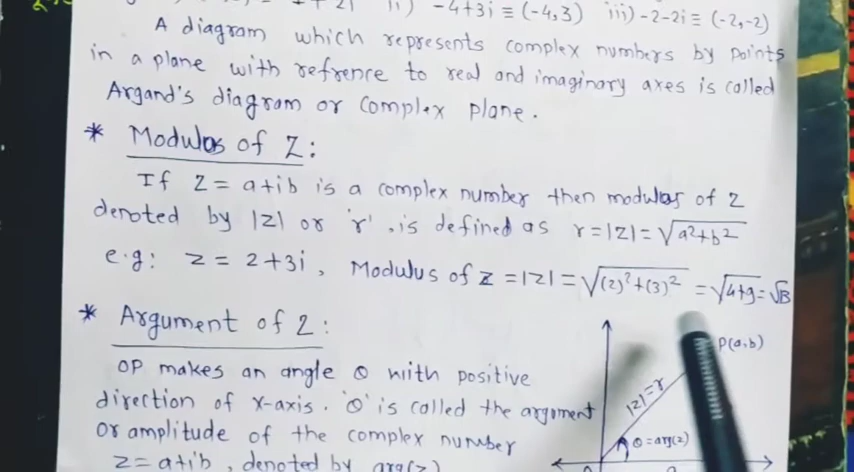 ii) -4+3i ≡ (-4,3) iii) -2-2i ≡ (-2,-2)
A diagram which represents complex numbers by points
in a plane with refrence to real and imaginary axes is called
Argand's diagram or complex plane.
* Modulus of Z:
If Z = a+ib is a complex number then modulus of Z
denoted by |Z| or 'r', is defined as r = |Z| = √a²+b²
e.g: Z = 2+3i, Modulus of Z = |Z| = √(2)²+(3)² = √4+9 = √13
* Argument of Z:
P(a,b)
OP makes an angle θ with positive
direction of x-axis. 'θ' is called the argument
|Z|=r
or amplitude of the complex number
θ = arg(z)
z = a+ib, denoted by arg(z)